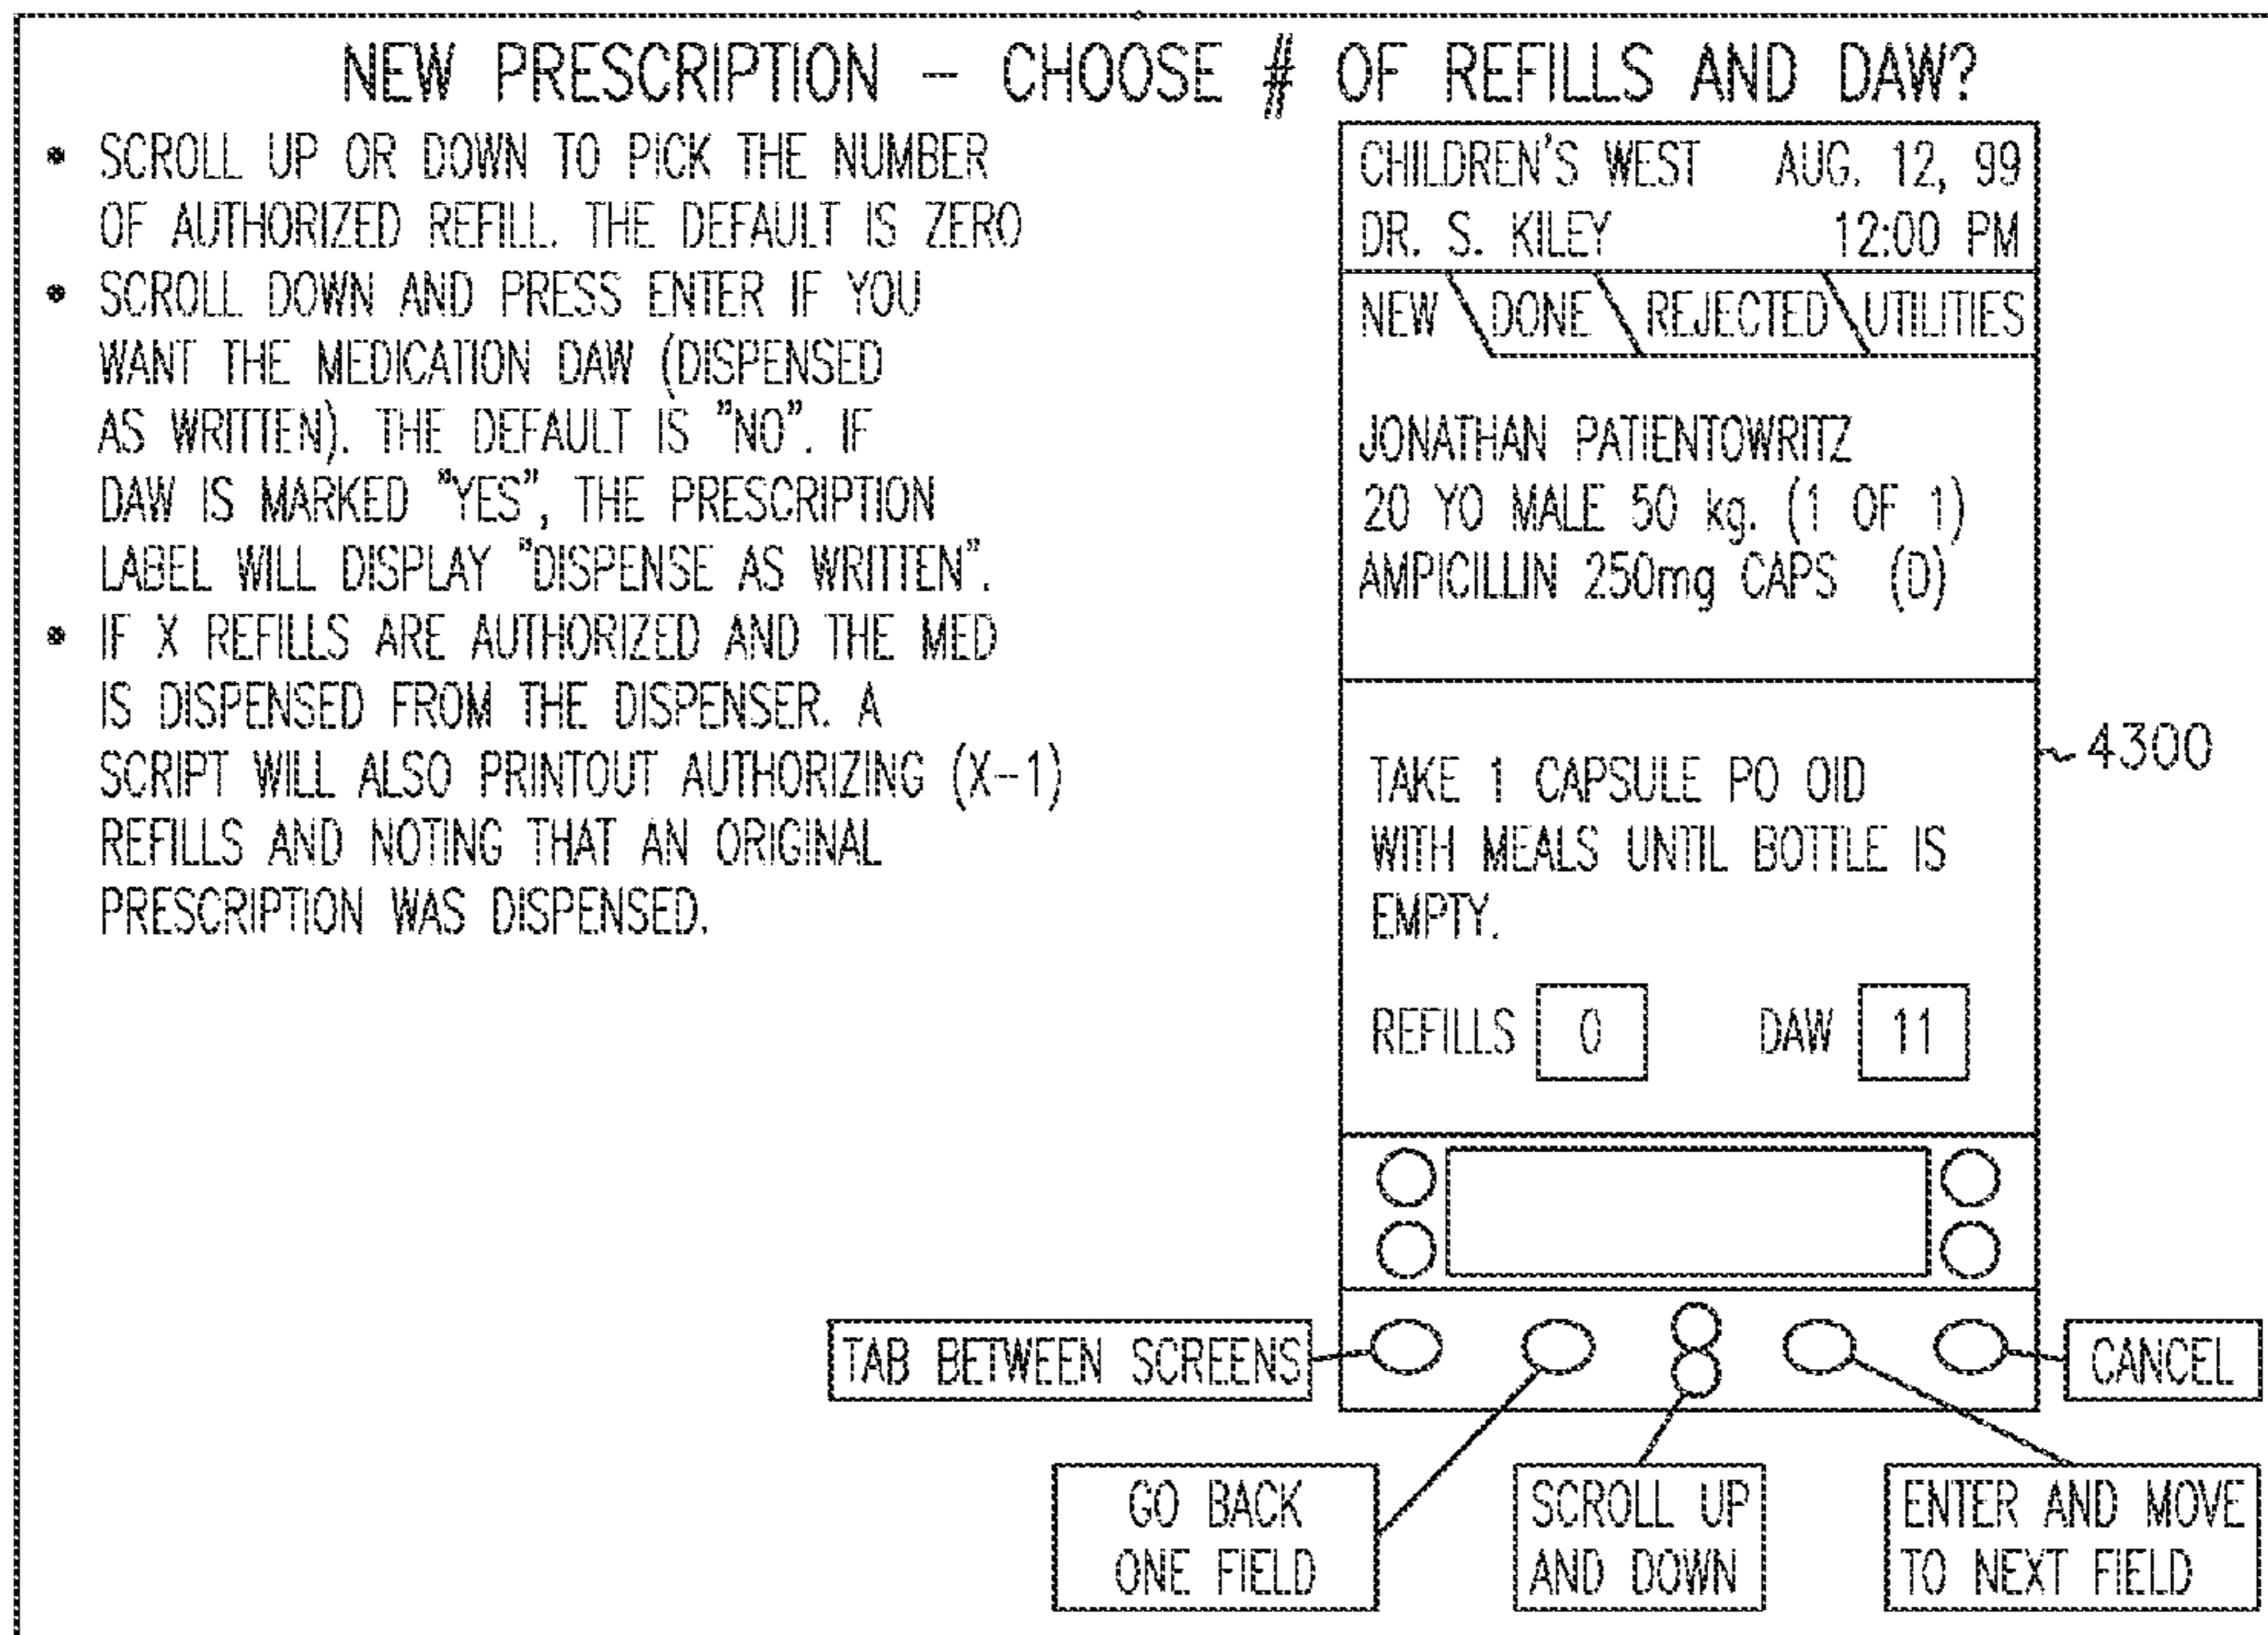 NEW PRESCRIPTION – CHOOSE # OF REFILLS AND DAW?
• SCROLL UP OR DOWN TO PICK THE NUMBER
OF AUTHORIZED REFILL. THE DEFAULT IS ZERO
• SCROLL DOWN AND PRESS ENTER IF YOU
WANT THE MEDICATION DAW (DISPENSED
AS WRITTEN). THE DEFAULT IS "NO". IF
DAW IS MARKED "YES", THE PRESCRIPTION
LABEL WILL DISPLAY "DISPENSE AS WRITTEN".
• IF X REFILLS ARE AUTHORIZED AND THE MED
IS DISPENSED FROM THE DISPENSER. A
SCRIPT WILL ALSO PRINTOUT AUTHORIZING (X-1)
REFILLS AND NOTING THAT AN ORIGINAL
PRESCRIPTION WAS DISPENSED.
CHILDREN'S WEST AUG. 12, 99
DR. S. KILEY 12:00 PM
NEW DONE REJECTED UTILITIES
JONATHAN PATIENTOWRITZ
20 YO MALE 50 kg. (1 OF 1)
AMPICILLIN 250mg CAPS (D)
TAKE 1 CAPSULE PO OID
WITH MEALS UNTIL BOTTLE IS
EMPTY.
REFILLS 0 DAW 11
4300
TAB BETWEEN SCREENS
CANCEL
GO BACK
ONE FIELD
SCROLL UP
AND DOWN
ENTER AND MOVE
TO NEXT FIELD